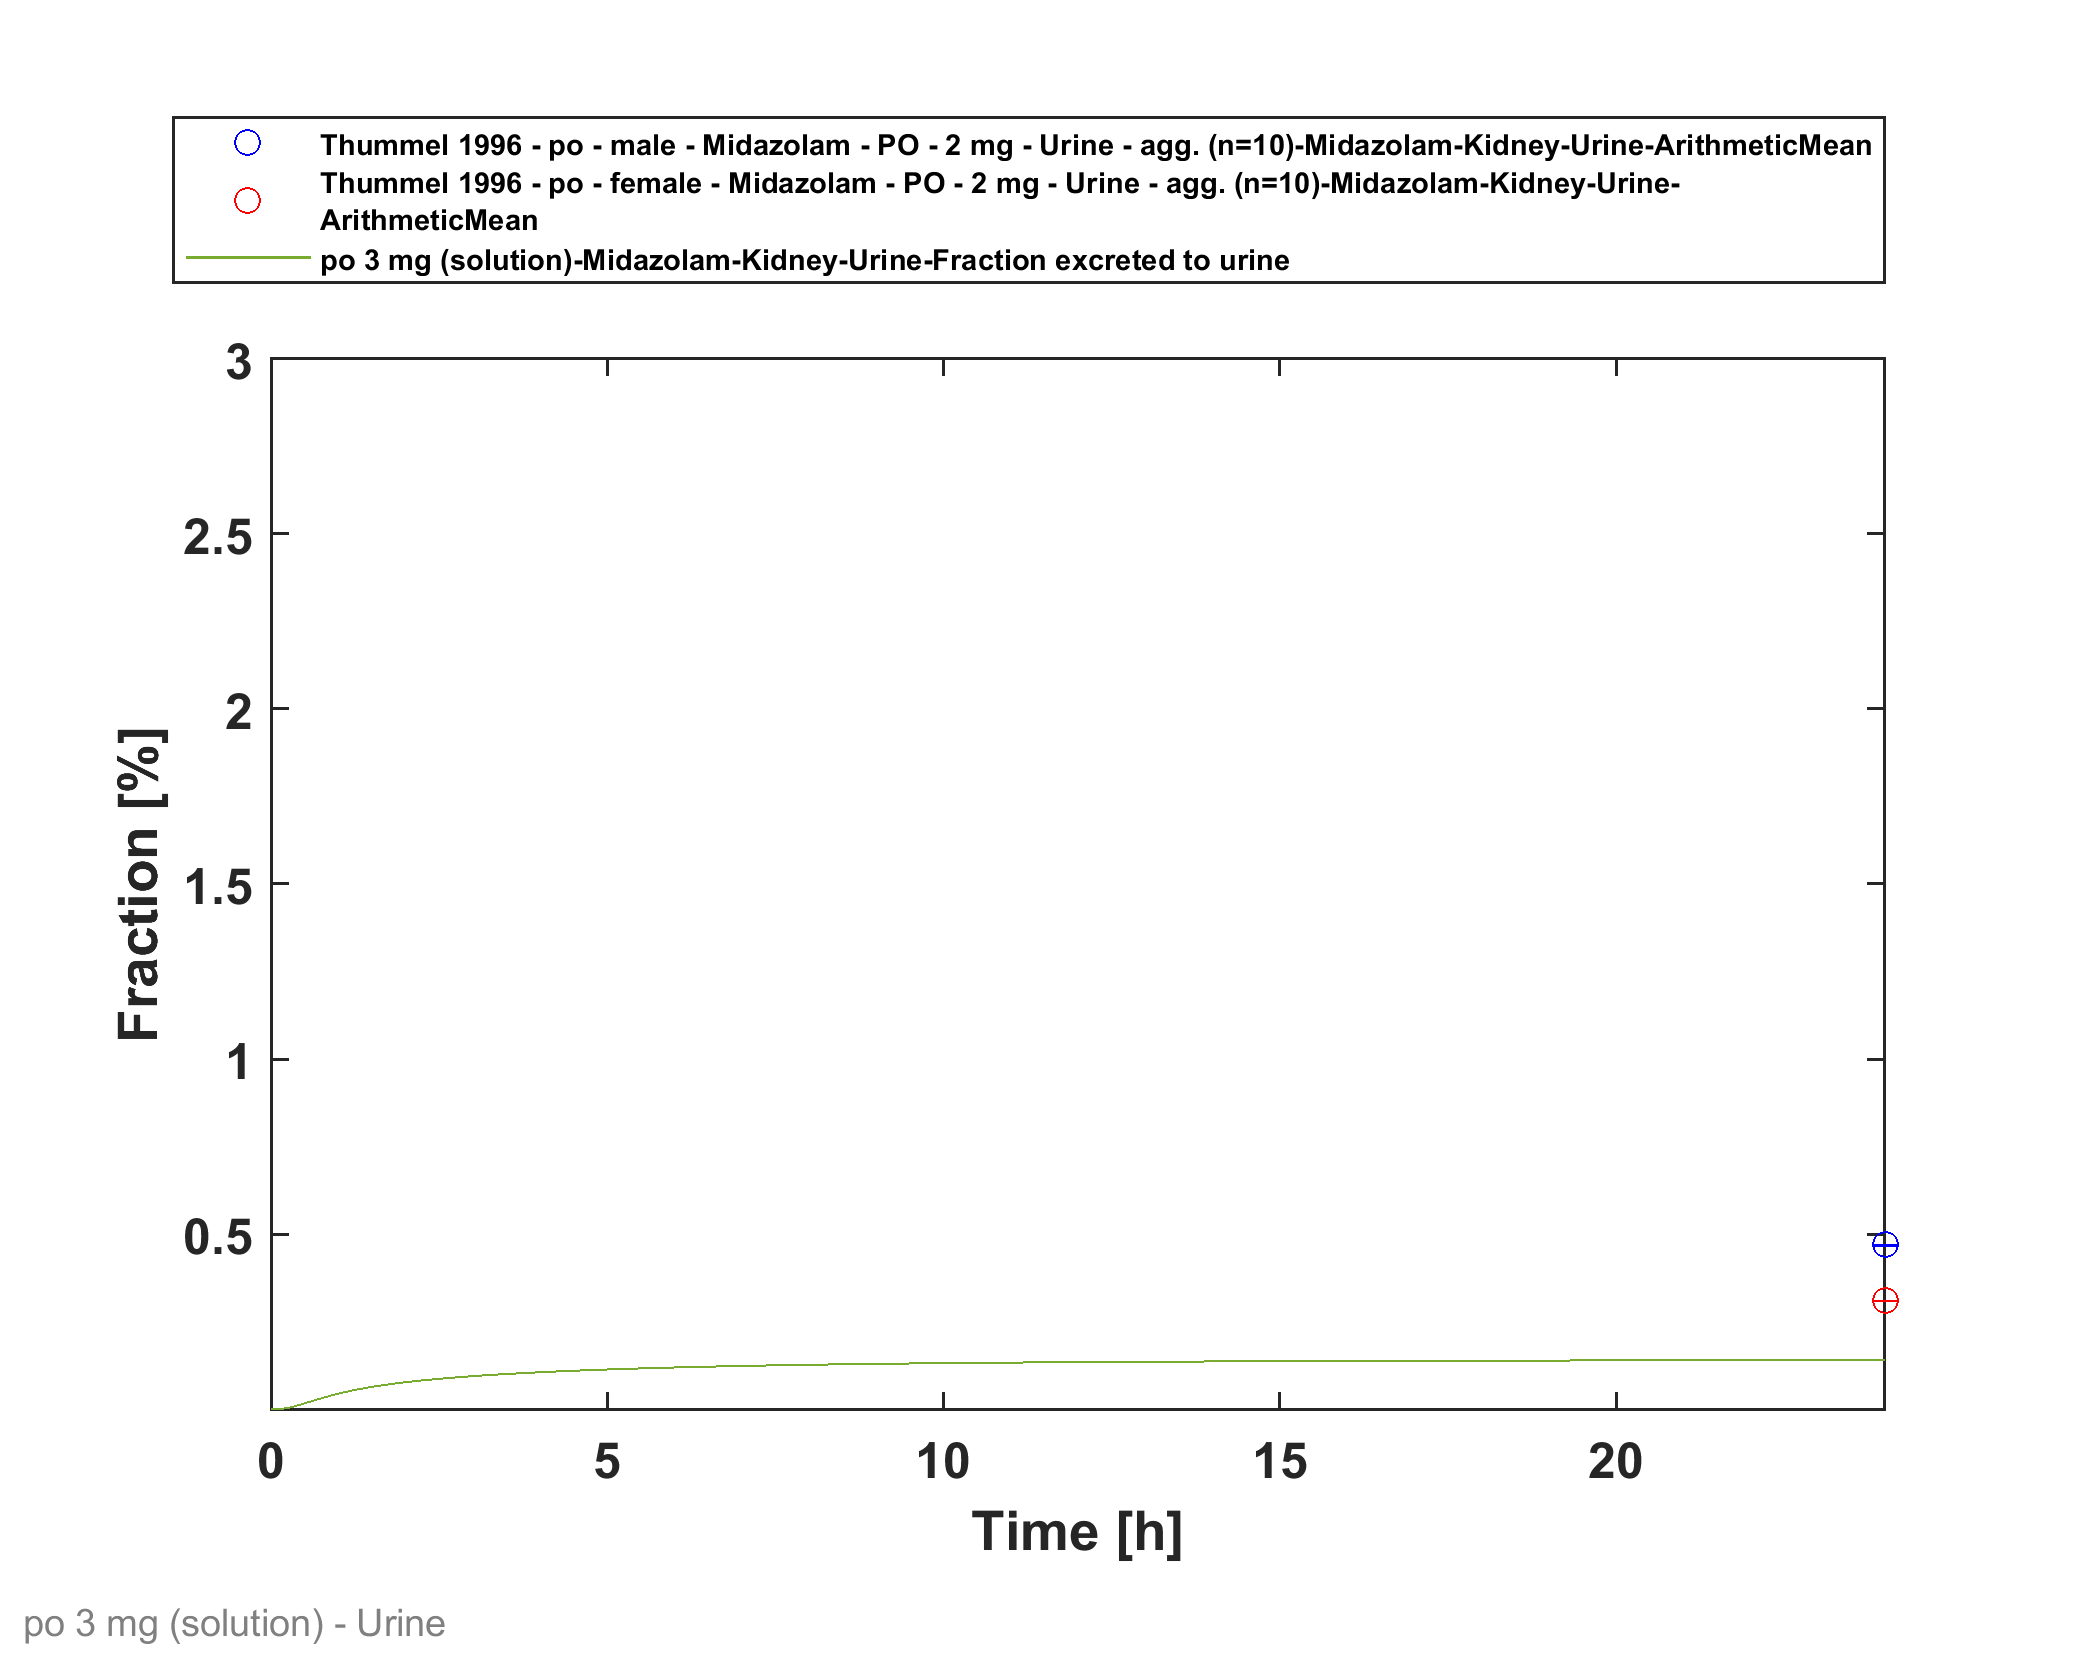 Thummel 1996 - po - male - Midazolam - PO - 2 mg - Urine - agg. (n=10)-Midazolam-Kidney-Urine-ArithmeticMean
Thummel 1996 - po - female - Midazolam - PO - 2 mg - Urine - agg. (n=10)-Midazolam-Kidney-Urine-
ArithmeticMean
po 3 mg (solution)-Midazolam-Kidney-Urine-Fraction excreted to urine
3
2.5
2
1.5
1
0.5
Fraction [%]
0 5 10 15 20
Time [h]
po 3 mg (solution) - Urine